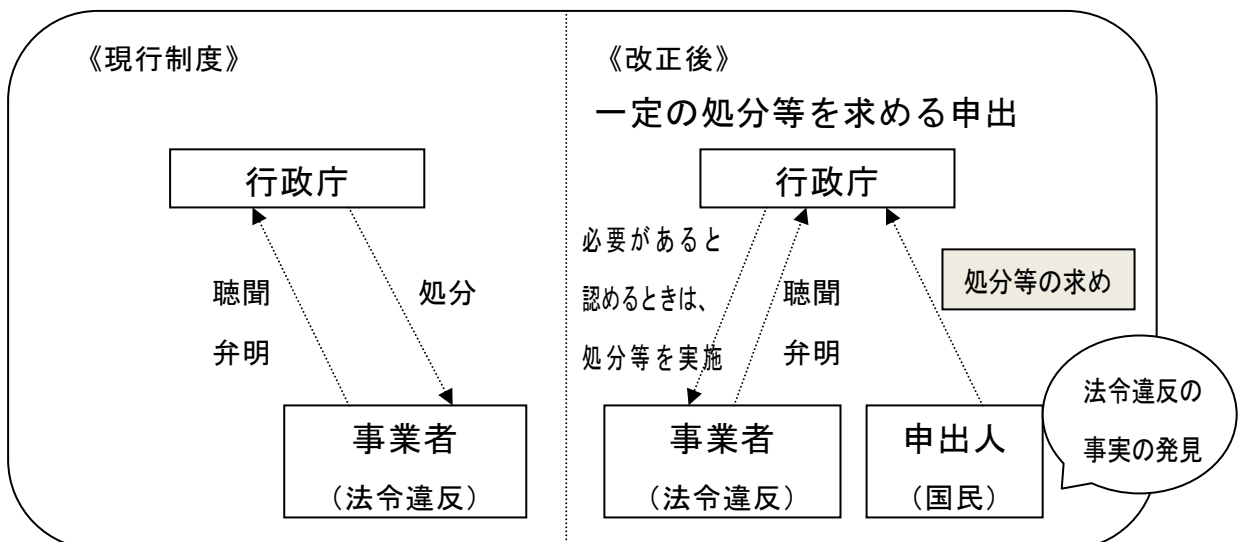 《現行制度》
行政庁
聴聞
弁明
処分
事業者
（法令違反）
《改正後》
一定の処分等を求める申出
行政庁
必要があると
認めるときは、
処分等を実施
聴聞
弁明
処分等の求め
事業者
（法令違反）
申出人
（国民）
法令違反の
事実の発見